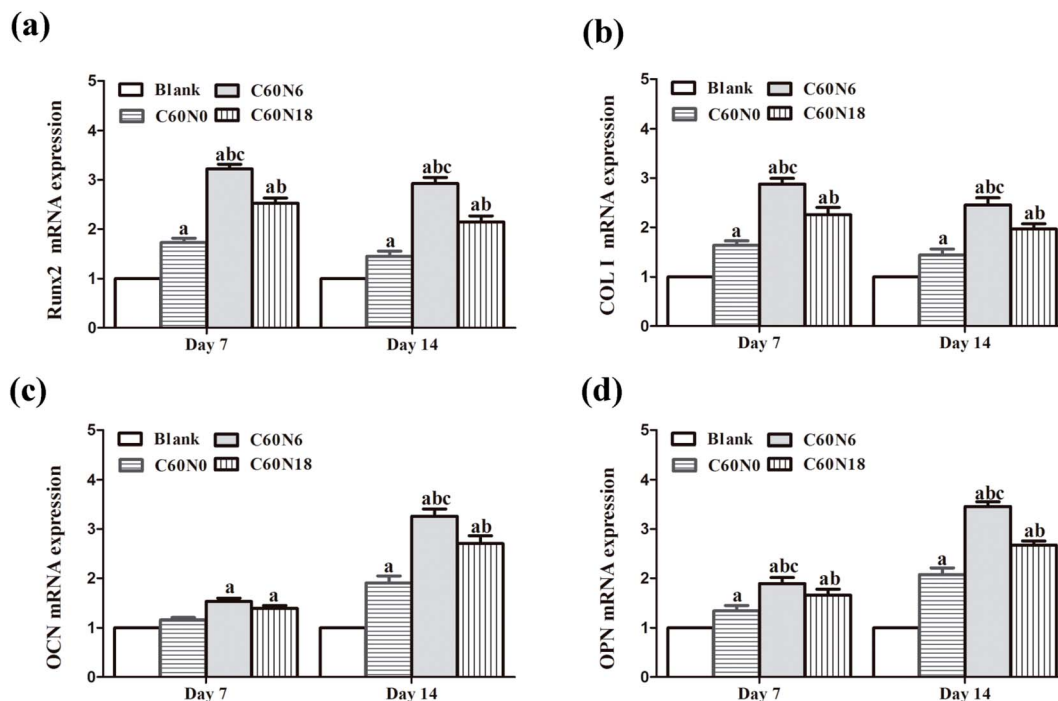 (a)
Runx2 mRNA expression
5
4
3
2
1
0
Blank
C60N6
C60N0
C60N18
a
abc
ab
a
abc
ab
Day 7
Day 14
(b)
COL I mRNA expression
5
4
3
2
1
0
Blank
C60N6
C60N0
C60N18
a
abc
ab
a
abc
ab
Day 7
Day 14
(c)
OCN mRNA expression
5
4
3
2
1
0
Blank
C60N6
C60N0
C60N18
a
a
a
abc
ab
Day 7
Day 14
(d)
OPN mRNA expression
5
4
3
2
1
0
Blank
C60N6
C60N0
C60N18
a
abc
ab
a
abc
ab
Day 7
Day 14